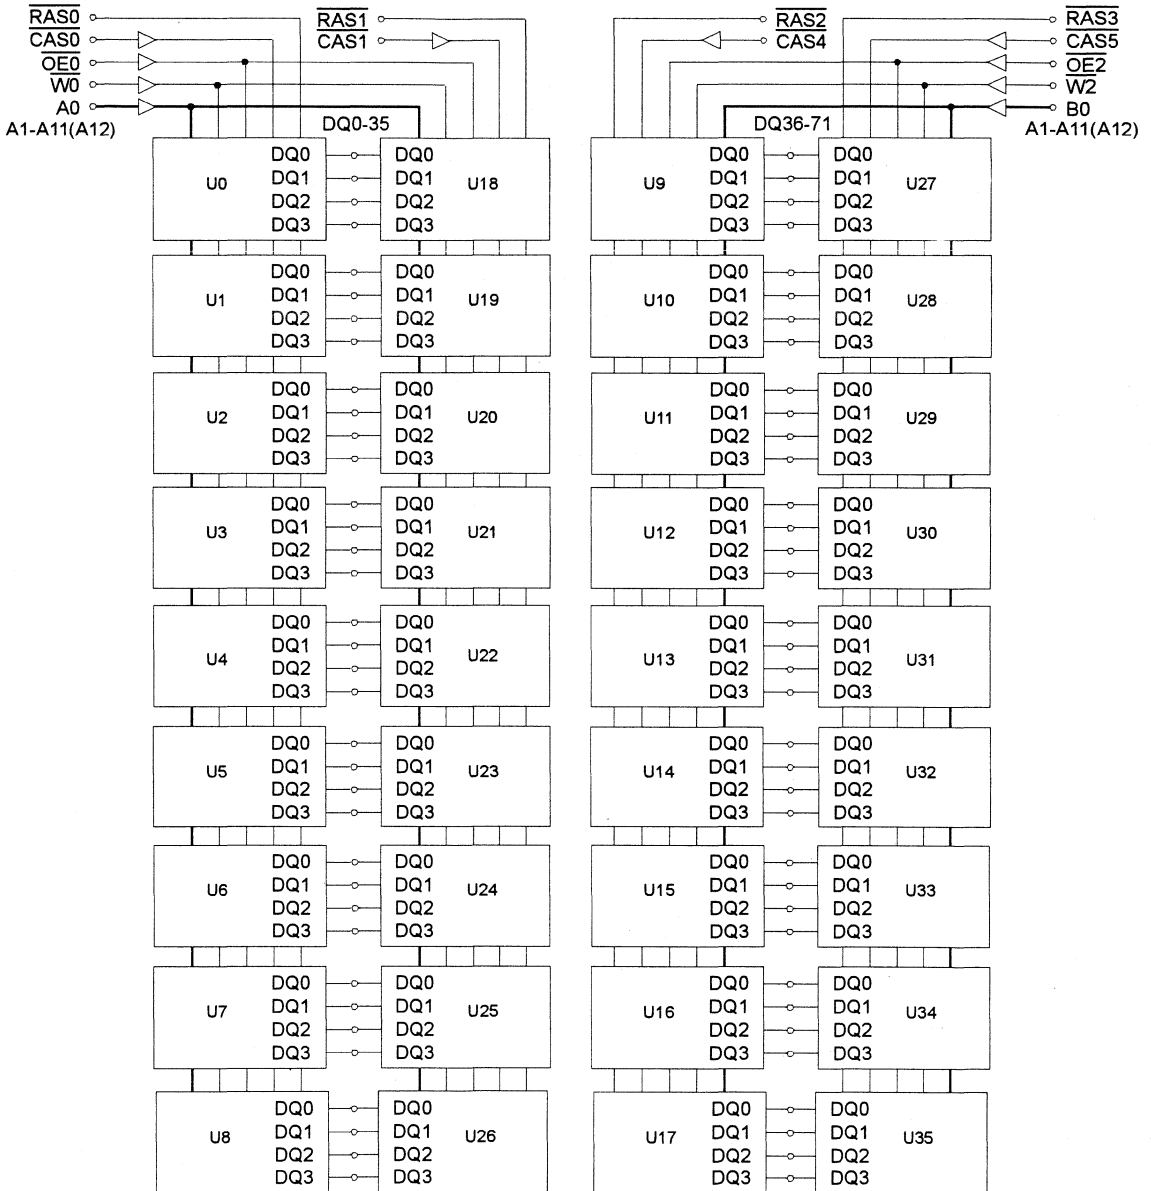 RAS0 RAS1 RAS2 RAS3
CAS0 CAS1 CAS4 CAS5
OE0 OE2
W0 W2
A0 B0
A1-A11(A12) DQ0-35 DQ36-71 A1-A11(A12)
DQ0 DQ0 DQ0 DQ0
U0 DQ1 DQ1 U18 U9 DQ1 DQ1 U27
DQ2 DQ2 DQ2 DQ2
DQ3 DQ3 DQ3 DQ3
DQ0 DQ0 DQ0 DQ0
U1 DQ1 DQ1 U19 U10 DQ1 DQ1 U28
DQ2 DQ2 DQ2 DQ2
DQ3 DQ3 DQ3 DQ3
DQ0 DQ0 DQ0 DQ0
U2 DQ1 DQ1 U20 U11 DQ1 DQ1 U29
DQ2 DQ2 DQ2 DQ2
DQ3 DQ3 DQ3 DQ3
DQ0 DQ0 DQ0 DQ0
U3 DQ1 DQ1 U21 U12 DQ1 DQ1 U30
DQ2 DQ2 DQ2 DQ2
DQ3 DQ3 DQ3 DQ3
DQ0 DQ0 DQ0 DQ0
U4 DQ1 DQ1 U22 U13 DQ1 DQ1 U31
DQ2 DQ2 DQ2 DQ2
DQ3 DQ3 DQ3 DQ3
DQ0 DQ0 DQ0 DQ0
U5 DQ1 DQ1 U23 U14 DQ1 DQ1 U32
DQ2 DQ2 DQ2 DQ2
DQ3 DQ3 DQ3 DQ3
DQ0 DQ0 DQ0 DQ0
U6 DQ1 DQ1 U24 U15 DQ1 DQ1 U33
DQ2 DQ2 DQ2 DQ2
DQ3 DQ3 DQ3 DQ3
DQ0 DQ0 DQ0 DQ0
U7 DQ1 DQ1 U25 U16 DQ1 DQ1 U34
DQ2 DQ2 DQ2 DQ2
DQ3 DQ3 DQ3 DQ3
DQ0 DQ0 DQ0 DQ0
U8 DQ1 DQ1 U26 U17 DQ1 DQ1 U35
DQ2 DQ2 DQ2 DQ2
DQ3 DQ3 DQ3 DQ3